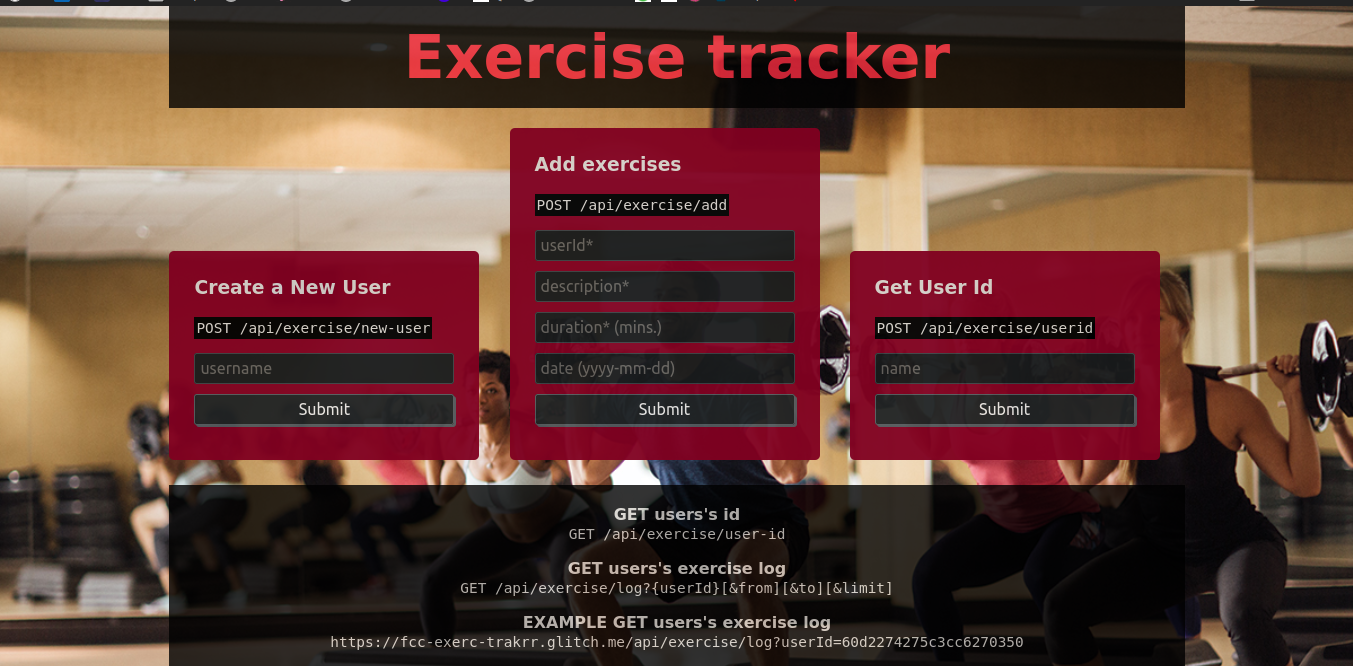 Exercise tracker
Create a New User
POST /api/exercise/new-user
username
Submit
Add exercises
POST /api/exercise/add
userId*
description*
duration* (mins.)
date (yyyy-mm-dd)
Submit
Get User Id
POST /api/exercise/userid
name
Submit
GET users's id
GET /api/exercise/user-id
GET users's exercise log
GET /api/exercise/log?{userId}[&from][&to][&limit]
EXAMPLE GET users's exercise log
https://fcc-exerc-trakrr.glitch.me/api/exercise/log?userId=60d2274275c3cc6270350